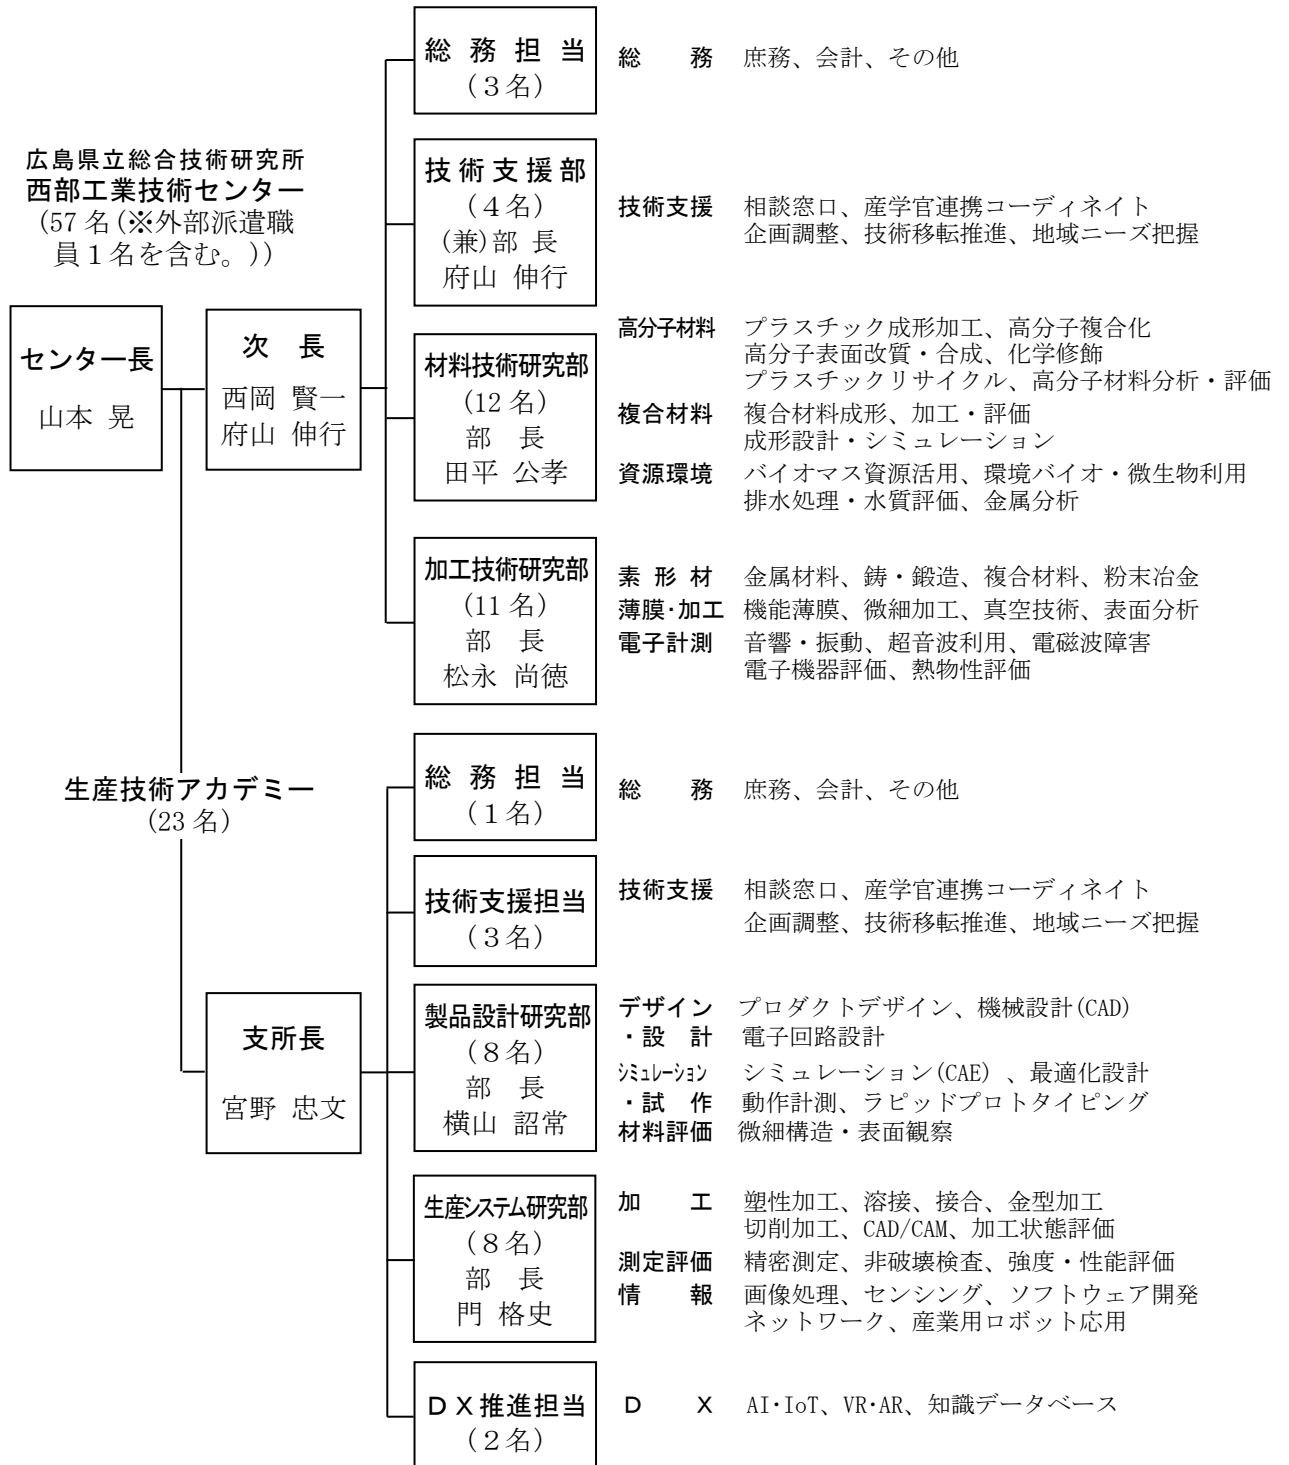 総務担当
(３名)
総務 庶務、会計、その他
広島県立総合技術研究所
西部工業技術センター
(57名(※外部派遣職
員１名を含む。))
技術支援部
(４名)
(兼)部長
府山 伸行
技術支援 相談窓口、産学官連携コーディネイト
企画調整、技術移転推進、地域ニーズ把握
センター長
山本 晃
次長
西岡 賢一
府山 伸行
材料技術研究部
(12名)
部長
田平 公孝
高分子材料 プラスチック成形加工、高分子複合化
高分子表面改質・合成、化学修飾
プラスチックリサイクル、高分子材料分析・評価
複合材料 複合材料成形、加工・評価
成形設計・シミュレーション
資源環境 バイオマス資源活用、環境バイオ・微生物利用
排水処理・水質評価、金属分析
加工技術研究部
(11名)
部長
松永 尚徳
素形材 金属材料、鋳・鍛造、複合材料、粉末冶金
薄膜･加工 機能薄膜、微細加工、真空技術、表面分析
電子計測 音響・振動、超音波利用、電磁波障害
電子機器評価、熱物性評価
生産技術アカデミー
(23名)
総務担当
(１名)
総務 庶務、会計、その他
技術支援担当
(３名)
技術支援 相談窓口、産学官連携コーディネイト
企画調整、技術移転推進、地域ニーズ把握
支所長
宮野 忠文
製品設計研究部
(８名)
部長
横山 詔常
デザイン プロダクトデザイン、機械設計(CAD)
・設計 電子回路設計
ｼﾐｭﾚｰｼｮﾝ シミュレーション(CAE)、最適化設計
・試作 動作計測、ラピッドプロトタイピング
材料評価 微細構造・表面観察
生産システム研究部
(８名)
部長
門 格史
加工 塑性加工、溶接、接合、金型加工
切削加工、CAD/CAM、加工状態評価
測定評価 精密測定、非破壊検査、強度・性能評価
情報 画像処理、センシング、ソフトウェア開発
ネットワーク、産業用ロボット応用
ＤＸ推進担当
(２名)
ＤＸ AI･IoT、VR･AR、知識データベース